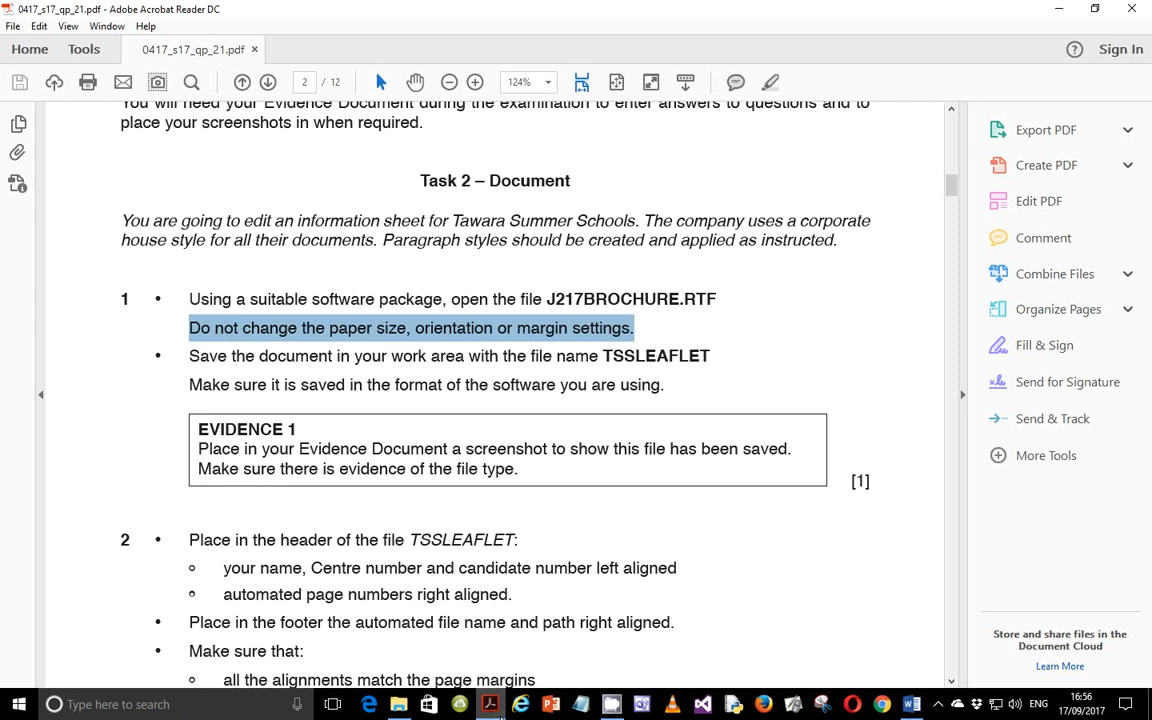 0417_s17_qp_21.pdf - Adobe Acrobat Reader DC
File Edit View Window Help
Home Tools 0417_s17_qp_21.pdf × Sign In
2 / 12 124%
You will need your Evidence Document during the examination to enter answers to questions and to
place your screenshots in when required.
Task 2 – Document
You are going to edit an information sheet for Tawara Summer Schools. The company uses a corporate
house style for all their documents. Paragraph styles should be created and applied as instructed.
1 • Using a suitable software package, open the file J217BROCHURE.RTF
Do not change the paper size, orientation or margin settings.
• Save the document in your work area with the file name TSSLEAFLET
Make sure it is saved in the format of the software you are using.
EVIDENCE 1
Place in your Evidence Document a screenshot to show this file has been saved.
Make sure there is evidence of the file type.
[1]
2 • Place in the header of the file TSSLEAFLET:
○ your name, Centre number and candidate number left aligned
○ automated page numbers right aligned.
• Place in the footer the automated file name and path right aligned.
• Make sure that:
○ all the alignments match the page margins
Export PDF
Create PDF
Edit PDF
Comment
Combine Files
Organize Pages
Fill & Sign
Send for Signature
Send & Track
More Tools
Store and share files in the
Document Cloud
Learn More
Type here to search
ENG
16:56
17/09/2017